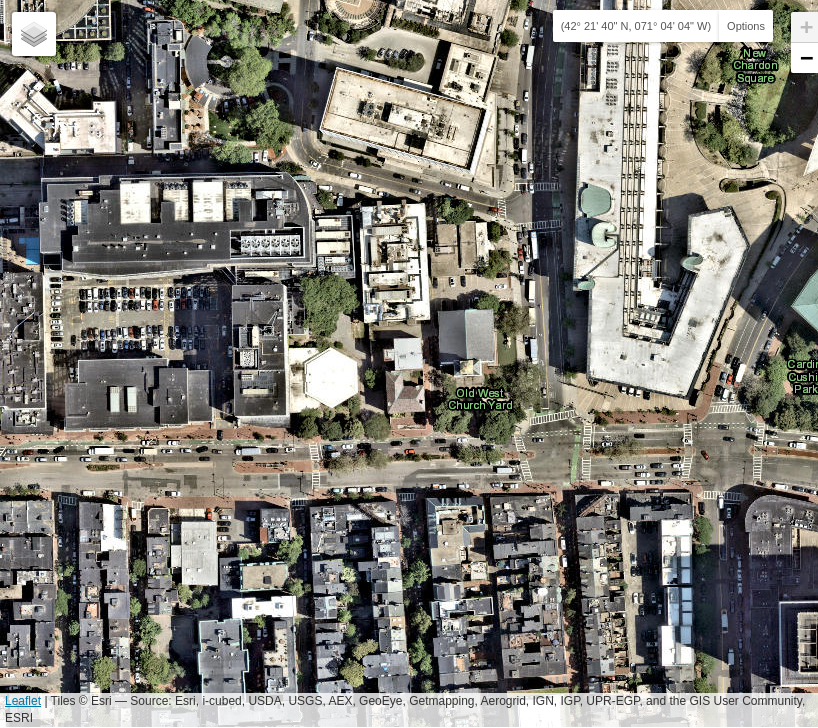 (42° 21' 40" N, 071° 04' 04" W) Options
+
−
New
Chardon
Square
Old West
Church Yard
Cardin
Cushi
Park
Leaflet | Tiles © Esri — Source: Esri, i-cubed, USDA, USGS, AEX, GeoEye, Getmapping, Aerogrid, IGN, IGP, UPR-EGP, and the GIS User Community,
ESRI